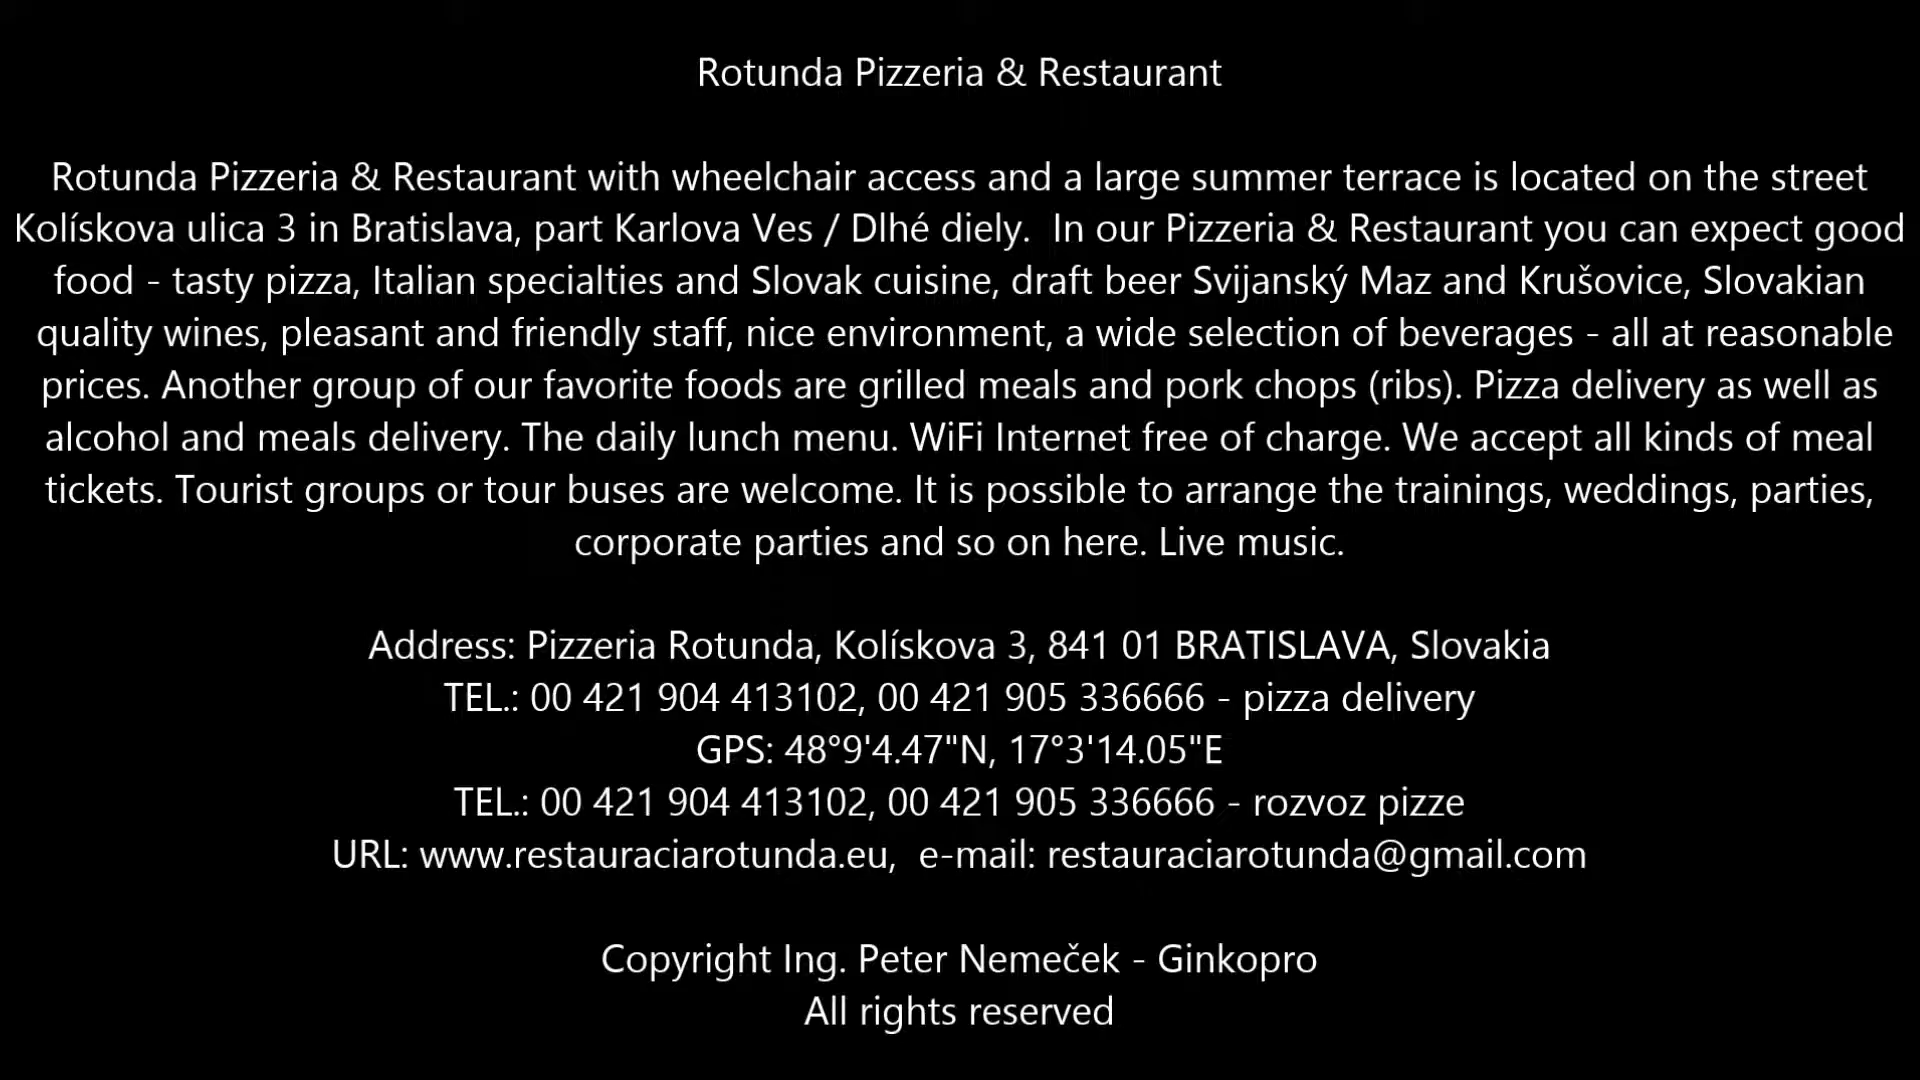 Rotunda Pizzeria & Restaurant
Rotunda Pizzeria & Restaurant with wheelchair access and a large summer terrace is located on the street
Kolískova ulica 3 in Bratislava, part Karlova Ves / Dlhé diely.  In our Pizzeria & Restaurant you can expect good
food - tasty pizza, Italian specialties and Slovak cuisine, draft beer Svijanský Maz and Krušovice, Slovakian
quality wines, pleasant and friendly staff, nice environment, a wide selection of beverages - all at reasonable
prices. Another group of our favorite foods are grilled meals and pork chops (ribs). Pizza delivery as well as
alcohol and meals delivery. The daily lunch menu. WiFi Internet free of charge. We accept all kinds of meal
tickets. Tourist groups or tour buses are welcome. It is possible to arrange the trainings, weddings, parties,
corporate parties and so on here. Live music.
Address: Pizzeria Rotunda, Kolískova 3, 841 01 BRATISLAVA, Slovakia
TEL.: 00 421 904 413102, 00 421 905 336666 - pizza delivery
GPS: 48°9'4.47"N, 17°3'14.05"E
TEL.: 00 421 904 413102, 00 421 905 336666 - rozvoz pizze
URL: www.restauraciarotunda.eu,  e-mail: restauraciarotunda@gmail.com
Copyright Ing. Peter Nemeček - Ginkopro
All rights reserved